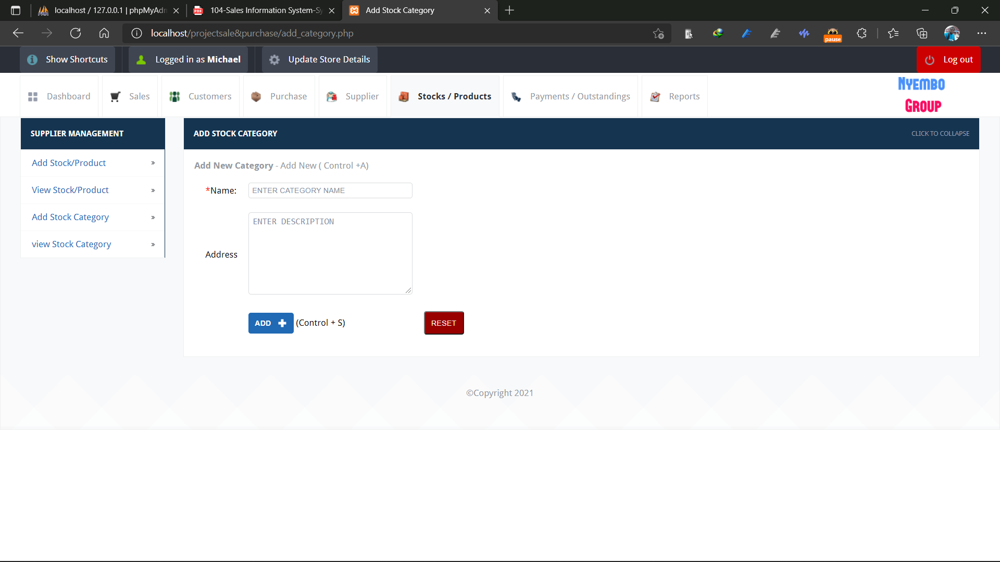 localhost / 127.0.0.1 | phpMyAdm
104-Sales Information System-Sy
Add Stock Category
localhost/projectsale&purchase/add_category.php
pause
Show Shortcuts
Logged in as Michael
Update Store Details
Log out
Dashboard
Sales
Customers
Purchase
Supplier
Stocks / Products
Payments / Outstandings
Reports
Nyembo
Group
SUPPLIER MANAGEMENT
Add Stock/Product »
View Stock/Product »
Add Stock Category »
view Stock Category »
ADD STOCK CATEGORY
CLICK TO COLLAPSE
Add New Category - Add New ( Control +A)
*Name:
ENTER CATEGORY NAME
Address
ENTER DESCRIPTION
ADD
(Control + S)
RESET
©Copyright 2021